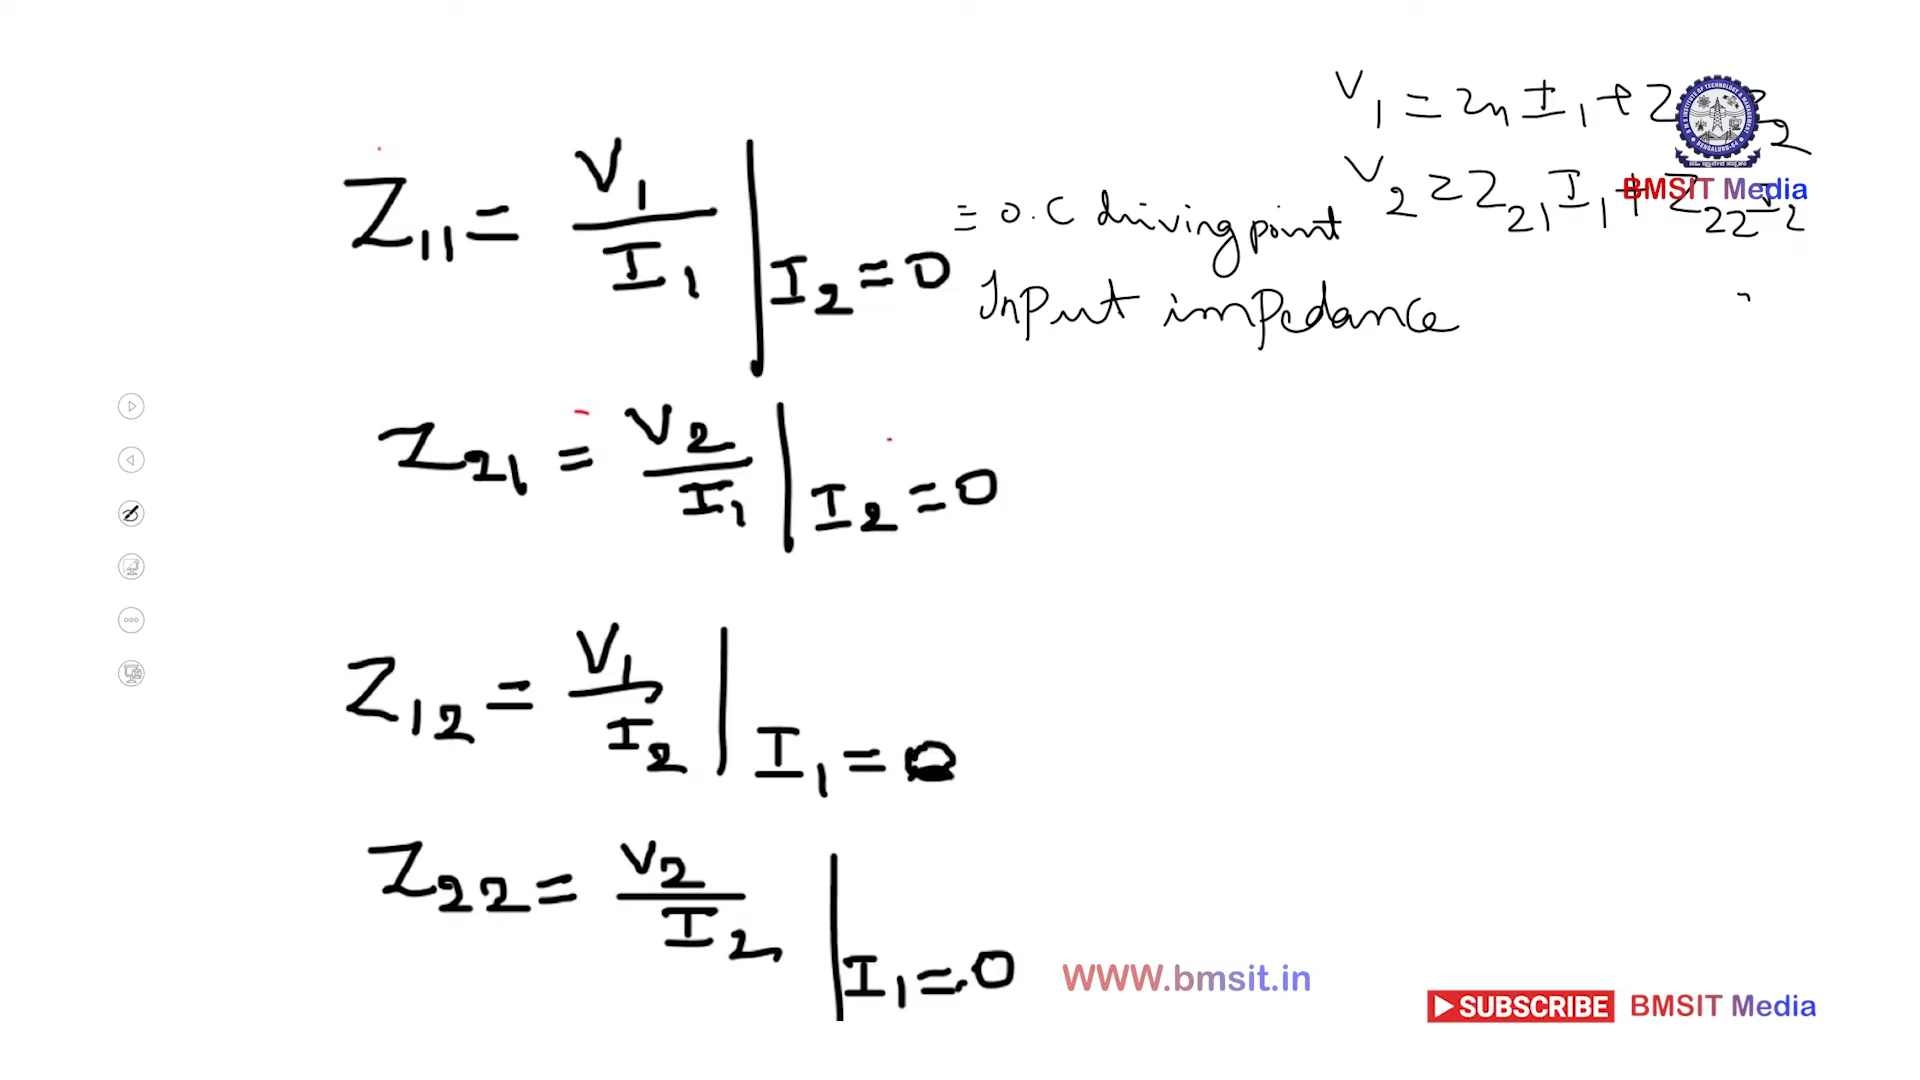 V1 = Z11 I1 + Z
V2 = Z21 I1 + Z22 I2
BMSIT Media
Z11 = V1/I1 | I2 = 0 = O.C driving point
Input impedance
Z21 = V2/I1 | I2 = 0
Z12 = V1/I2 | I1 = 0
Z22 = V2/I2 | I1 = 0
WWW.bmsit.in
SUBSCRIBE BMSIT Media